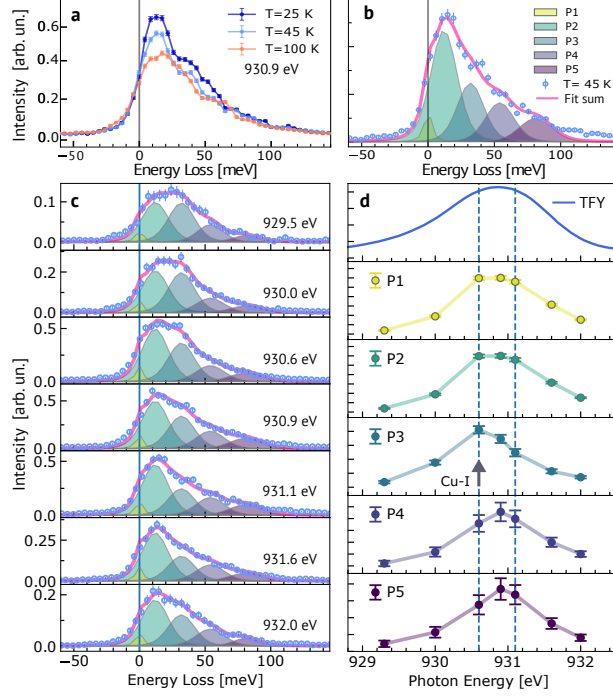 a
T=25 K
T=45 K
T=100 K
930.9 eV
Intensity [arb. un.]
0.6
0.4
0.2
0.0
−50
0
50
100
Energy Loss [meV]
b
P1
P2
P3
P4
P5
T= 45 K
Fit sum
Intensity
−50
0
50
100
Energy Loss [meV]
c
Intensity [arb. un.]
0.1
0.0
929.5 eV
0.25
0.0
930.0 eV
0.5
0.0
930.6 eV
0.5
0.0
930.9 eV
0.5
0.0
931.1 eV
0.25
0.00
931.6 eV
0.2
0.0
932.0 eV
−50
0
50
100
Energy Loss [meV]
d
TFY
P1
P2
P3
Cu-I
P4
P5
929
930
931
932
Photon Energy [eV]